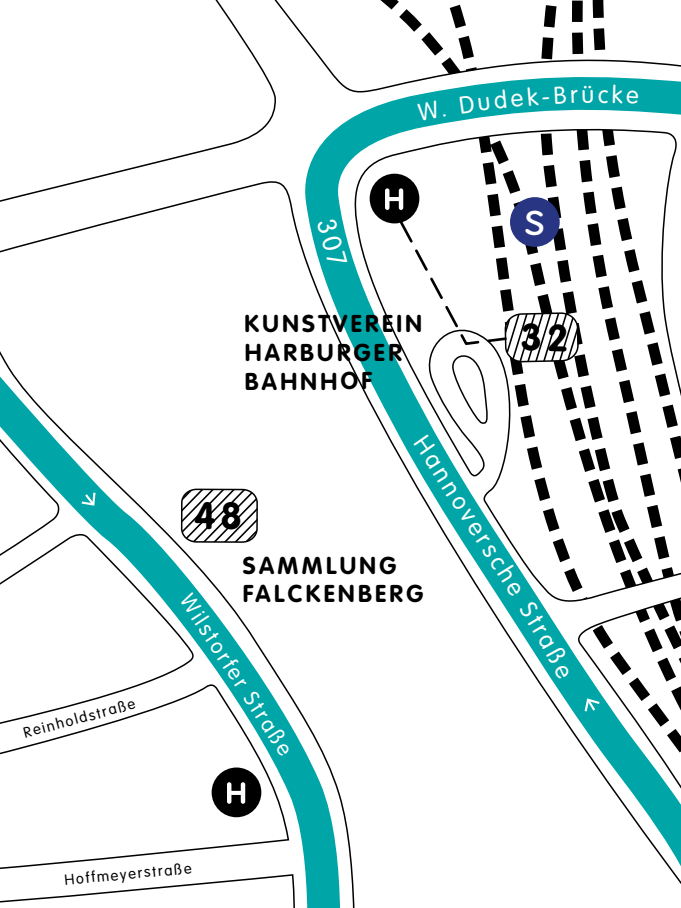 W. Dudek-Brücke
H
S
307
KUNSTVEREIN
HARBURGER
BAHNHOF
32
Hannoversche Straße
48
SAMMLUNG
FALCKENBERG
Wilstorfer Straße
Reinholdstraße
H
Hoffmeyerstraße